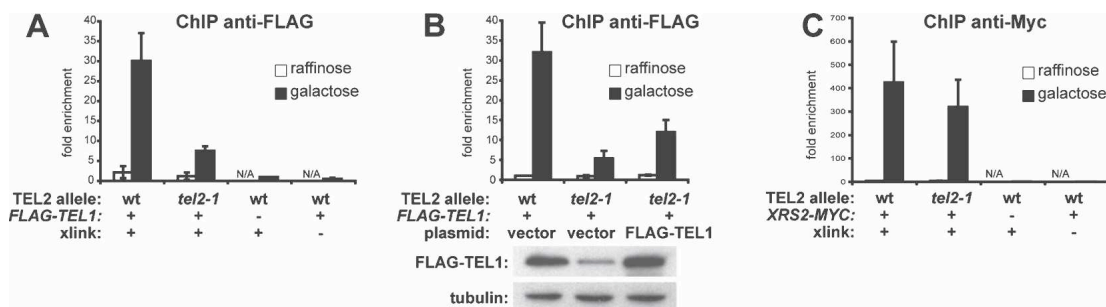 A
ChIP anti-FLAG
fold enrichment
40
35
30
25
20
15
10
5
0
raffinose
galactose
N/A N/A
TEL2 allele: wt tel2-1 wt wt
FLAG-TEL1: + + - +
xlink: + + + -
B
ChIP anti-FLAG
fold enrichment
40
35
30
25
20
15
10
5
0
raffinose
galactose
TEL2 allele: wt tel2-1 tel2-1
FLAG-TEL1: + + +
plasmid: vector vector FLAG-TEL1
FLAG-TEL1:
tubulin:
C
ChIP anti-Myc
fold enrichment
700
600
500
400
300
200
100
0
raffinose
galactose
N/A N/A
TEL2 allele: wt tel2-1 wt wt
XRS2-MYC: + + - +
xlink: + + + -